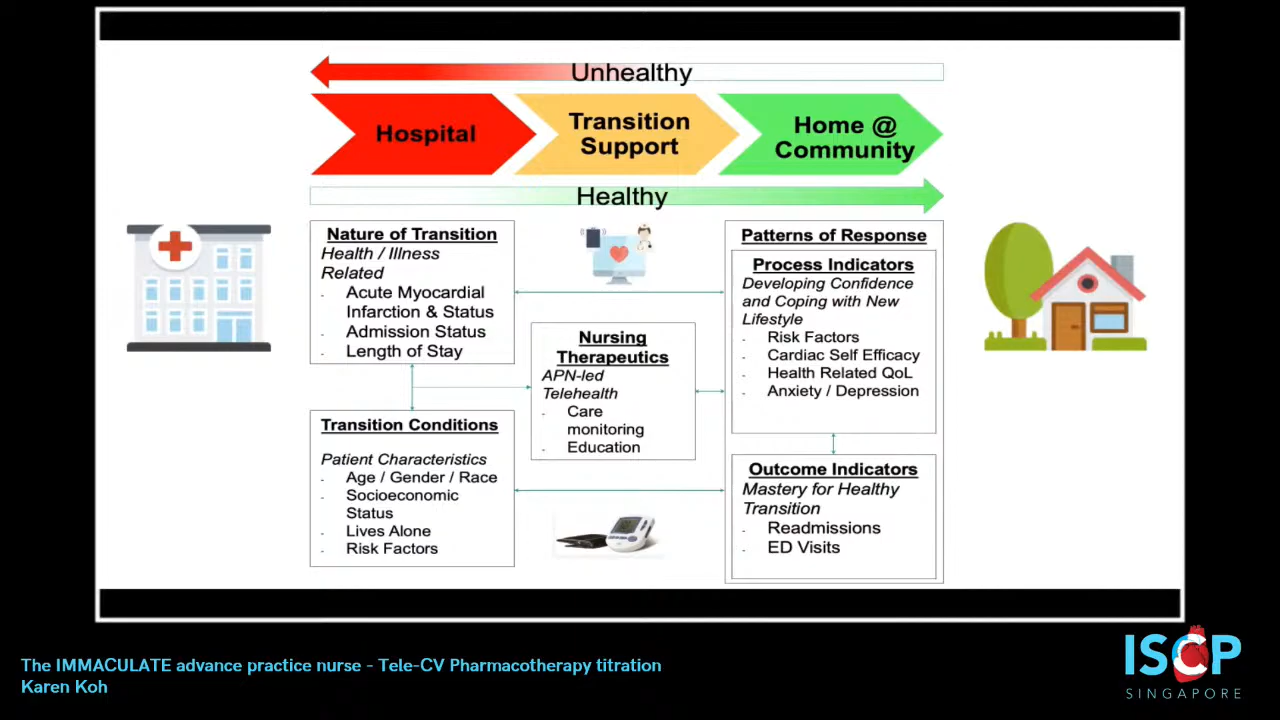 Unhealthy
Hospital
Transition
Support
Home @
Community
Healthy
Nature of Transition
Health / Illness
Related
- Acute Myocardial
Infarction & Status
- Admission Status
- Length of Stay
Transition Conditions
Patient Characteristics
- Age / Gender / Race
- Socioeconomic
Status
- Lives Alone
- Risk Factors
Nursing
Therapeutics
APN-led
Telehealth
- Care
monitoring
- Education
Patterns of Response
Process Indicators
Developing Confidence
and Coping with New
Lifestyle
- Risk Factors
- Cardiac Self Efficacy
- Health Related QoL
- Anxiety / Depression
Outcome Indicators
Mastery for Healthy
Transition
- Readmissions
- ED Visits
The IMMACULATE advance practice nurse - Tele-CV Pharmacotherapy titration
Karen Koh
ISCP
SINGAPORE